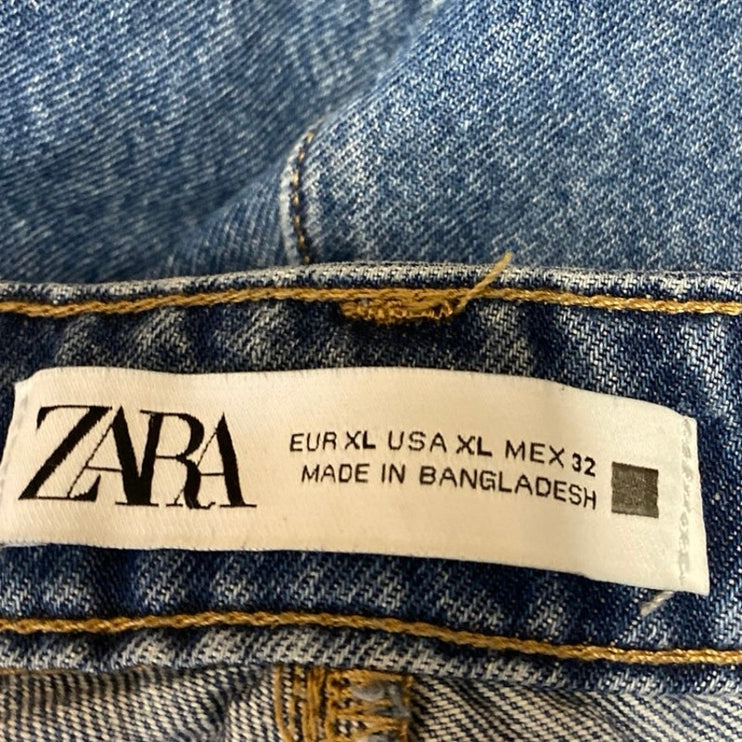 ZARA
EUR XL USA XL MEX 32
MADE IN BANGLADESH